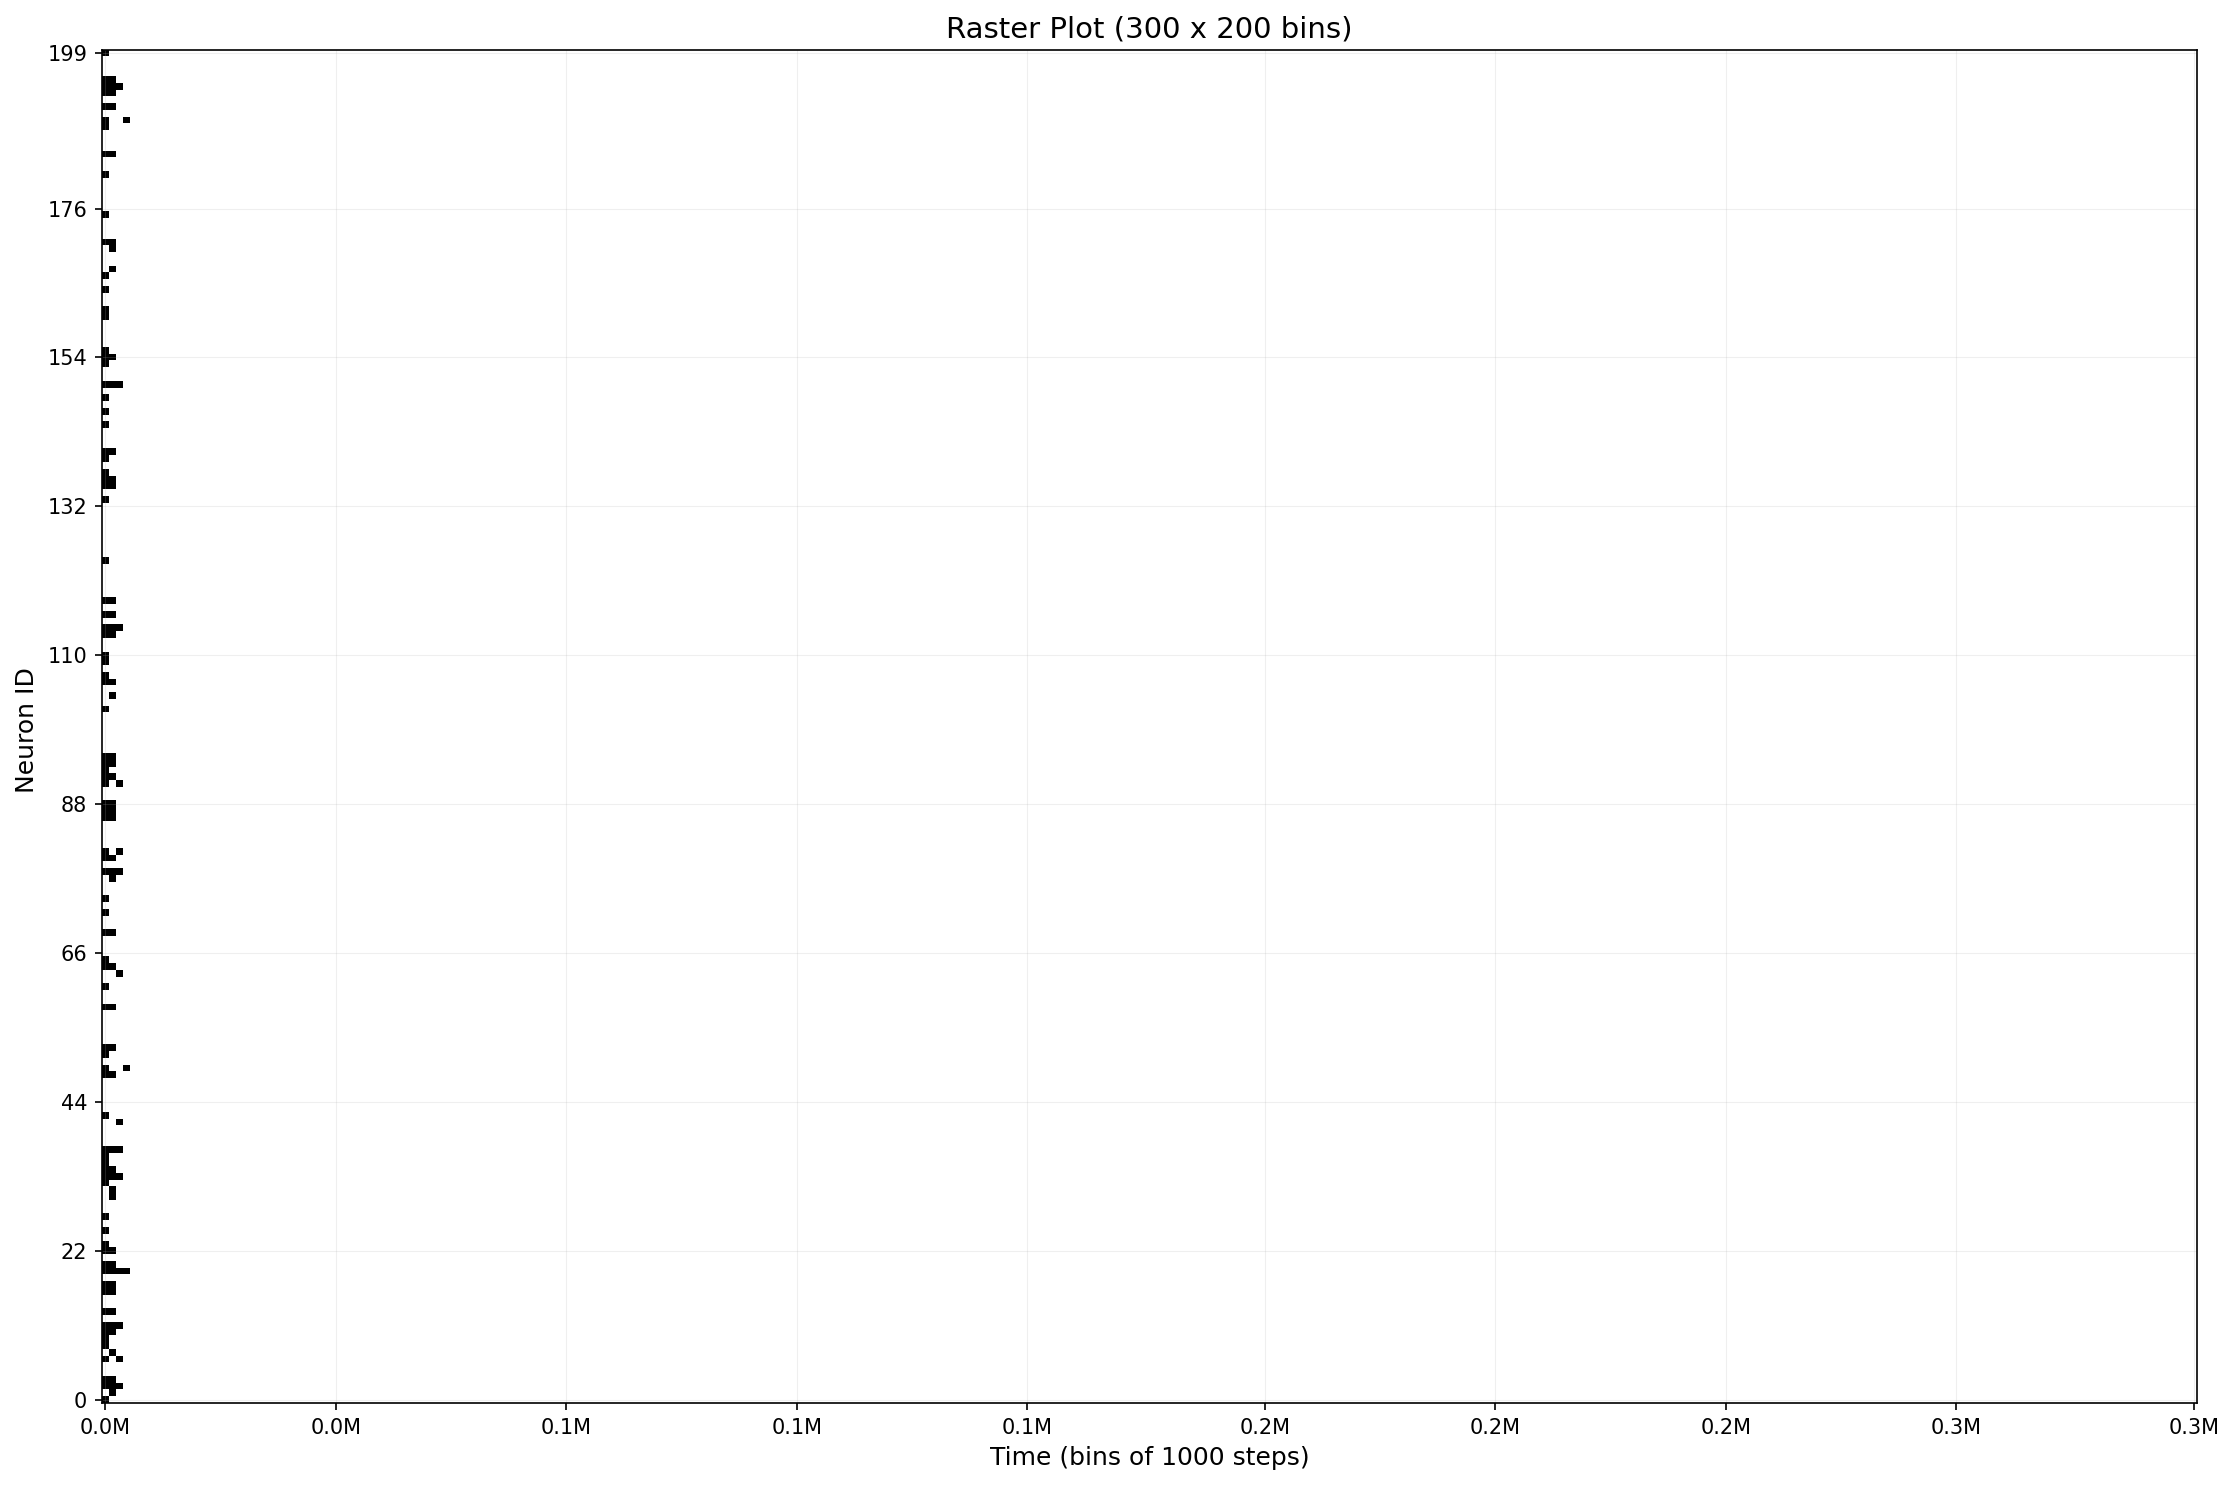 Raster Plot (300 x 200 bins)
199
176
154
132
110
88
66
44
22
0
Neuron ID
0.0M 0.0M 0.1M 0.1M 0.1M 0.2M 0.2M 0.2M 0.3M 0.3M
Time (bins of 1000 steps)